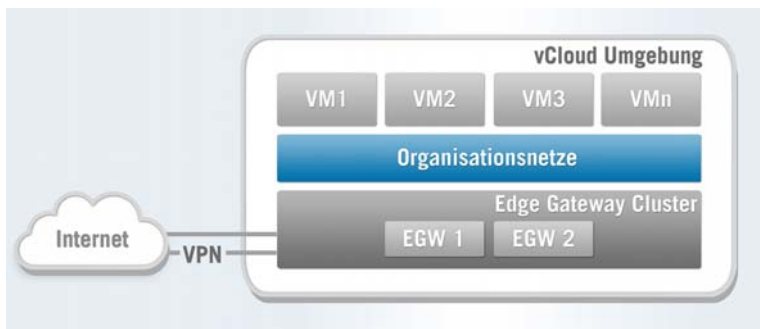 vCloud Umgebung
VM1 VM2 VM3 VMn
Organisationsnetze
Edge Gateway Cluster
EGW 1 EGW 2
Internet
VPN